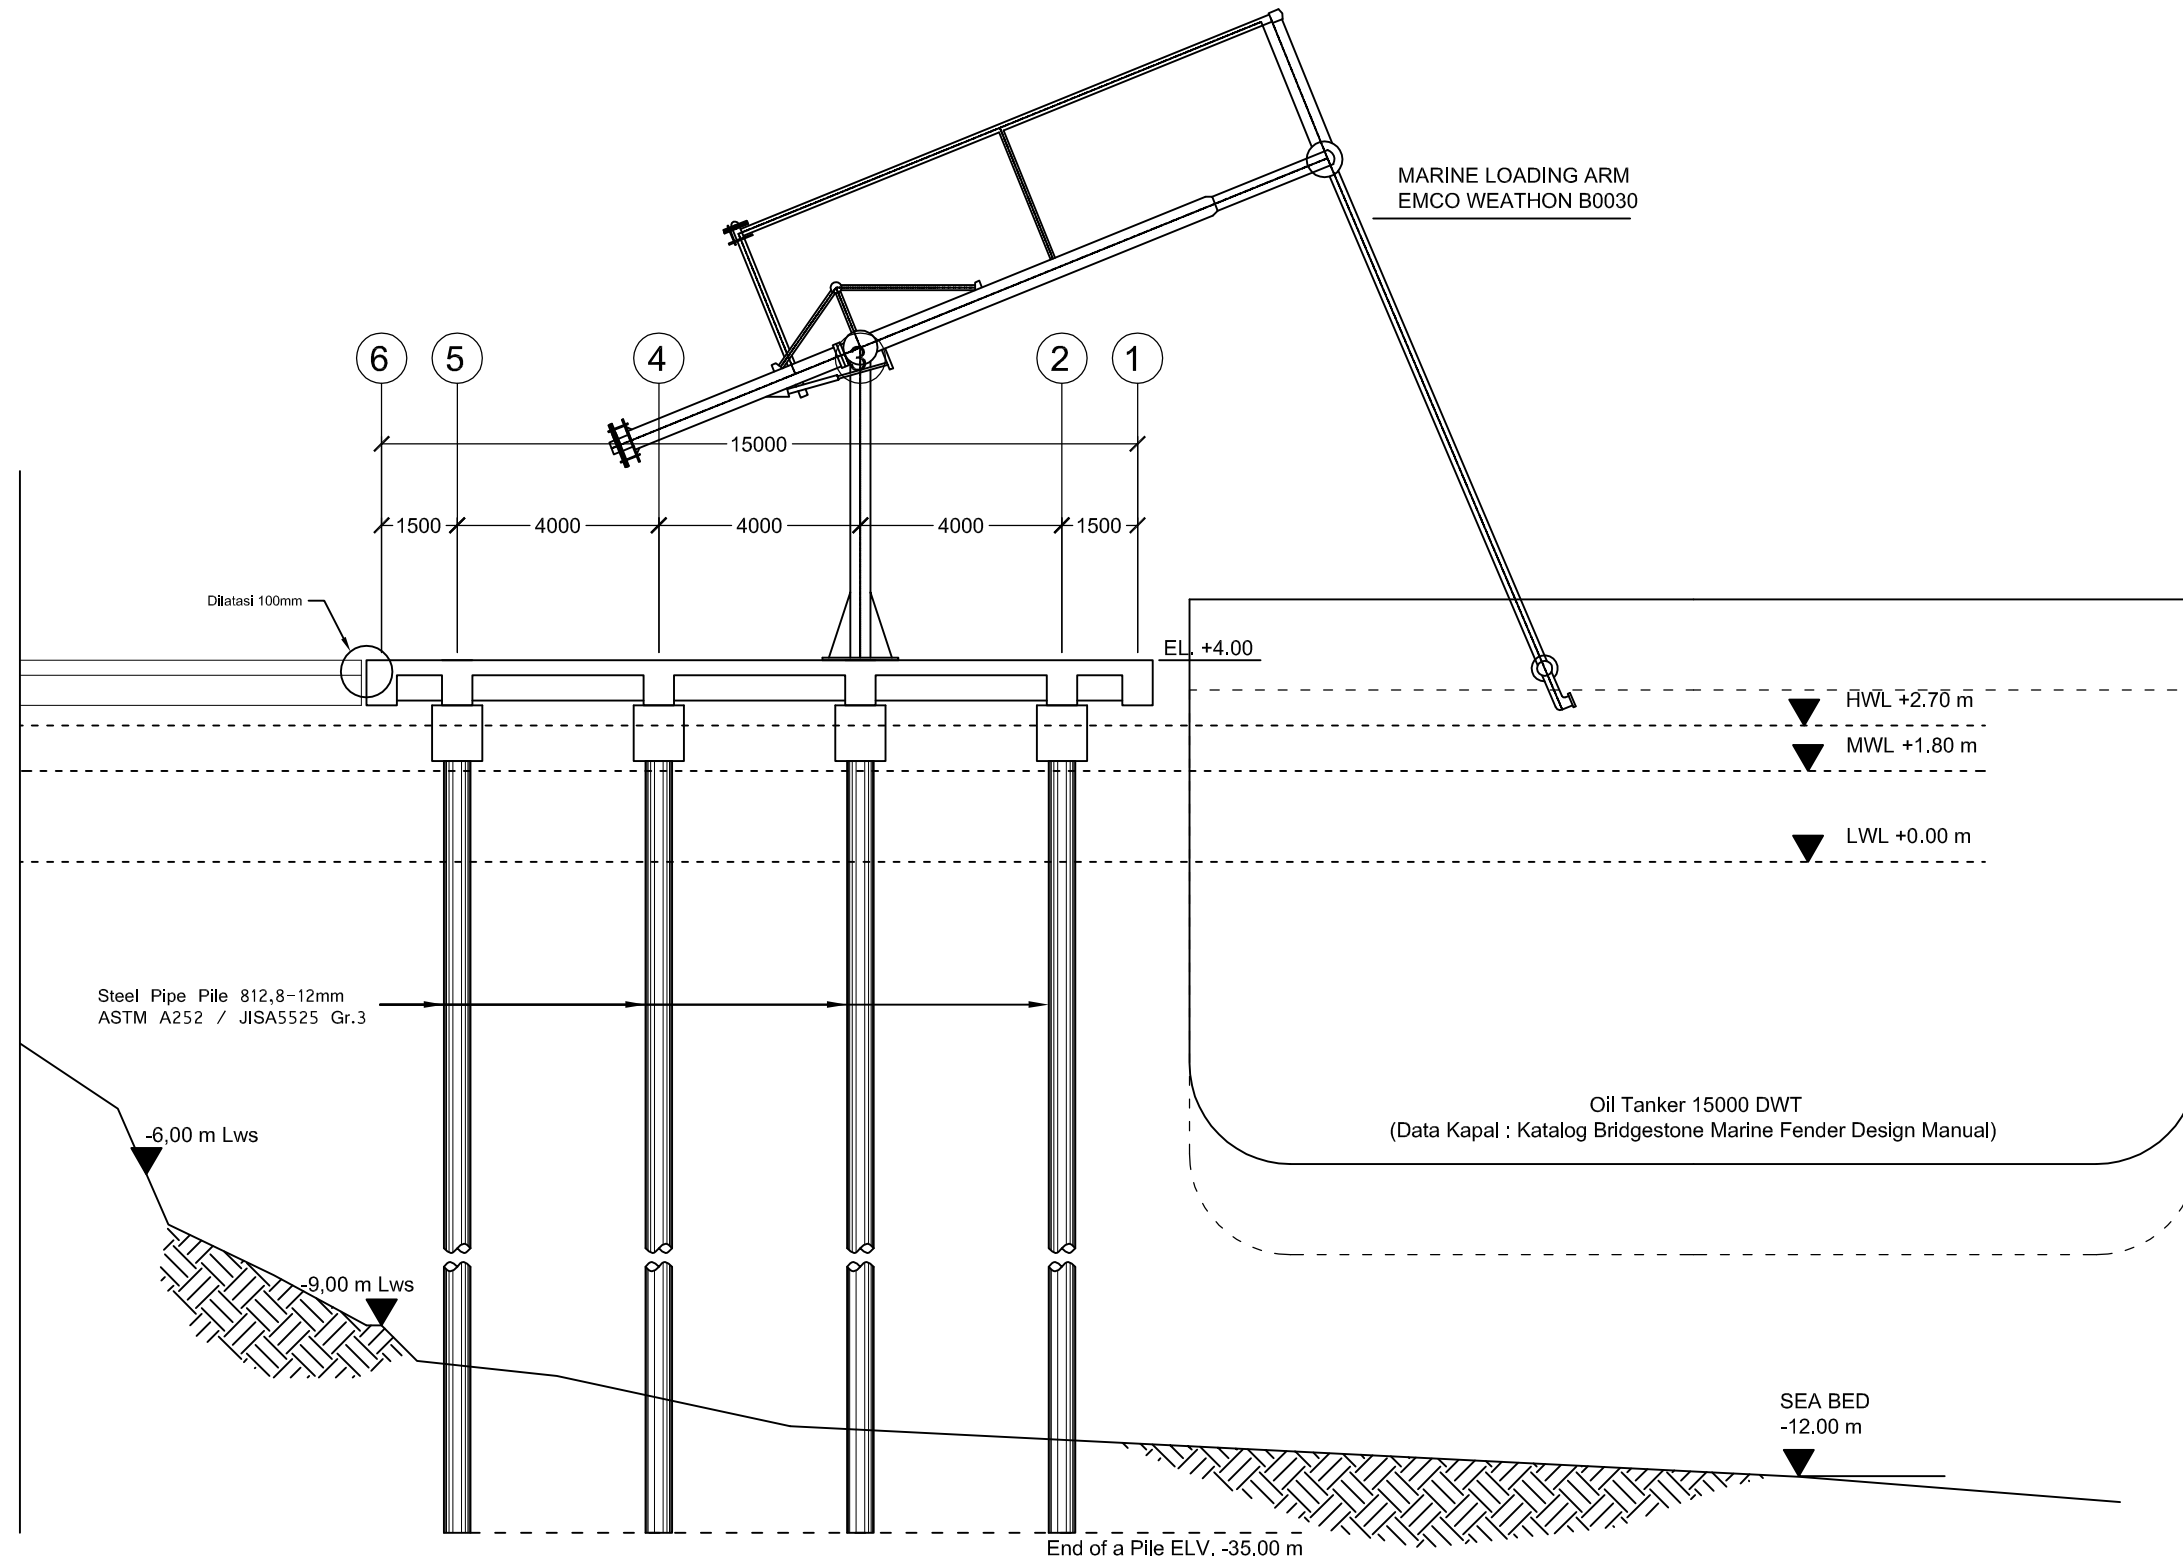 MARINE LOADING ARM
EMCO WEATHON B0030
6 5 4 3 2 1
15000
1500 4000 4000 4000 1500
Dilatasi 100mm
EL. +4.00
HWL +2.70 m
MWL +1.80 m
LWL +0.00 m
Steel Pipe Pile 812,8-12mm
ASTM A252 / JISA5525 Gr.3
Oil Tanker 15000 DWT
(Data Kapal : Katalog Bridgestone Marine Fender Design Manual)
-6,00 m Lws
-9,00 m Lws
SEA BED
-12.00 m
End of a Pile ELV. -35.00 m